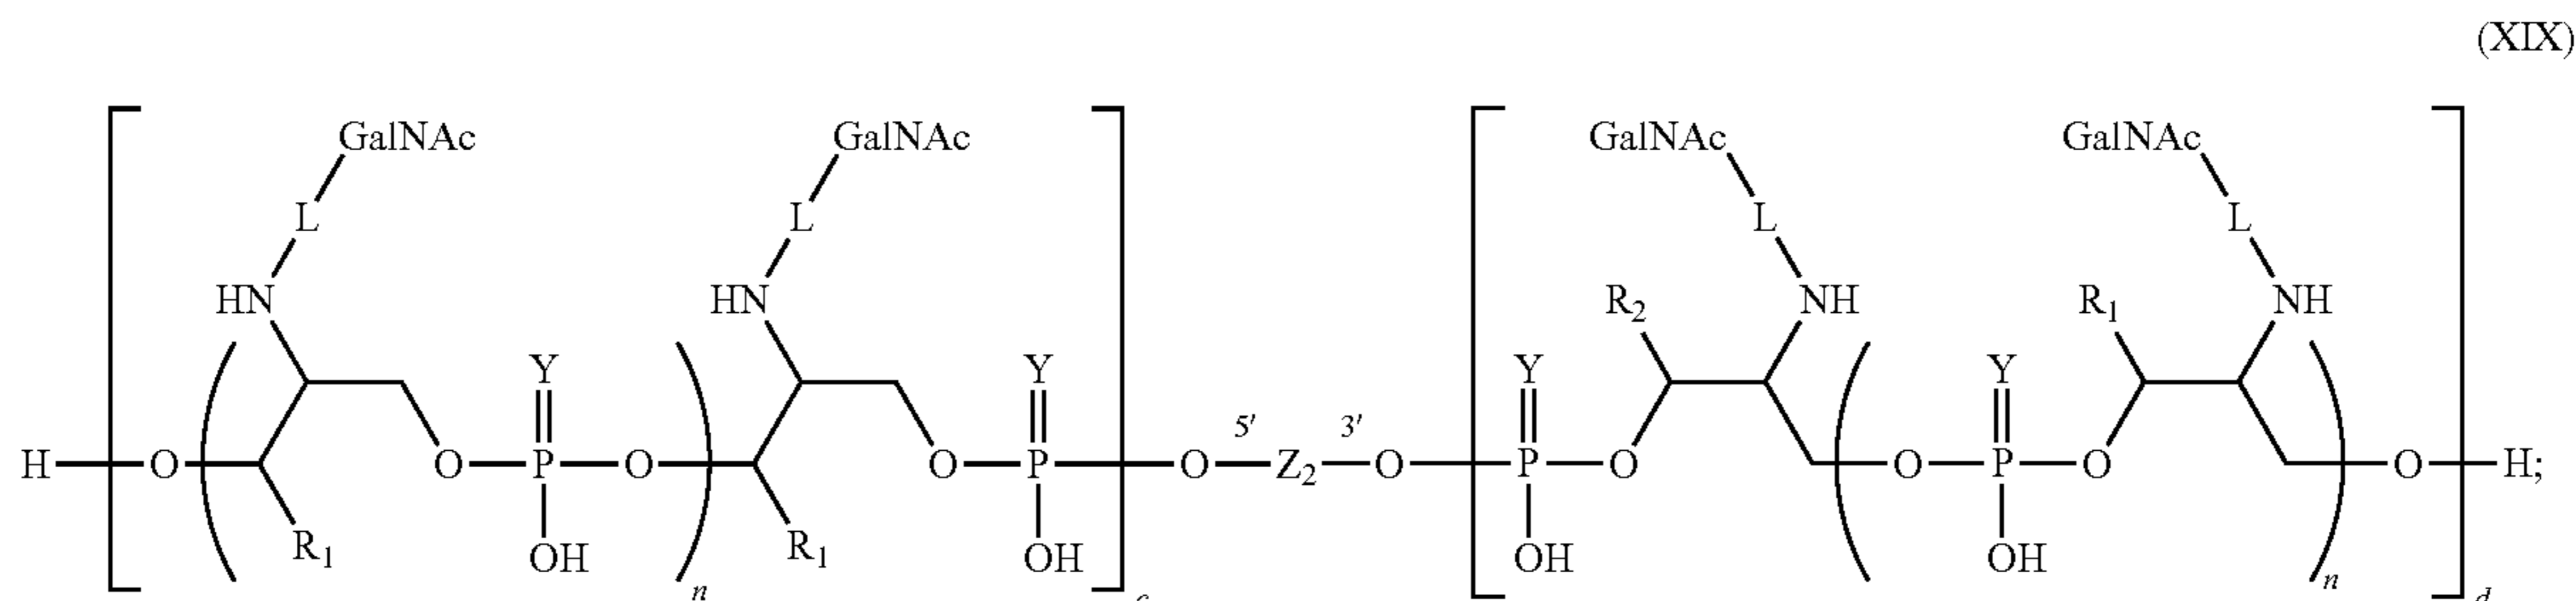 (XIX)
GalNAc GalNAc GalNAc GalNAc
L L L L
HN HN R2 NH R1 NH
Y Y Y Y
5' 3'
H O O P O O P O Z2 O P O O P O O H;
R1 OH R1 OH OH OH
n c n d